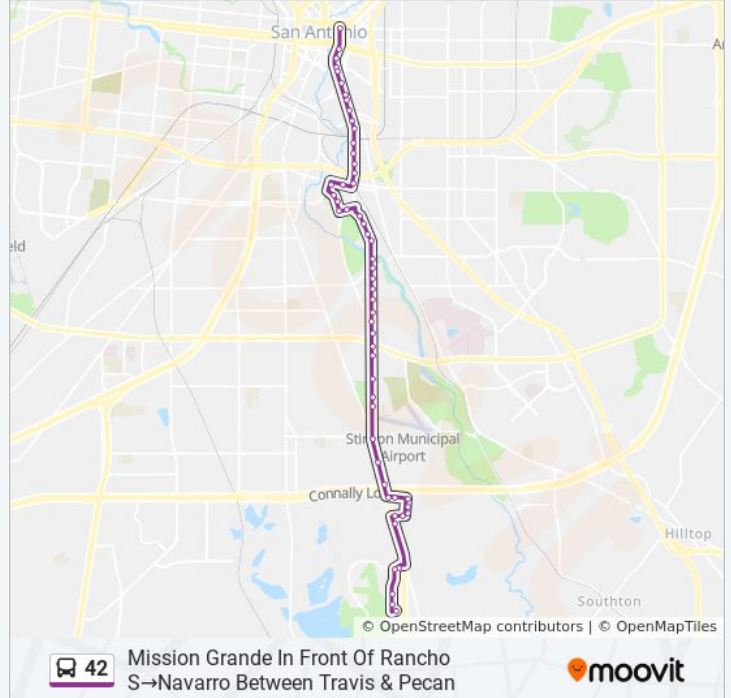 San Antonio
A
eld
Stinson Municipal
Airport
Connally Lo
Hilltop
Southton
© OpenStreetMap contributors | © OpenMapTiles
42
Mission Grande In Front Of Rancho
S→Navarro Between Travis & Pecan
moovit